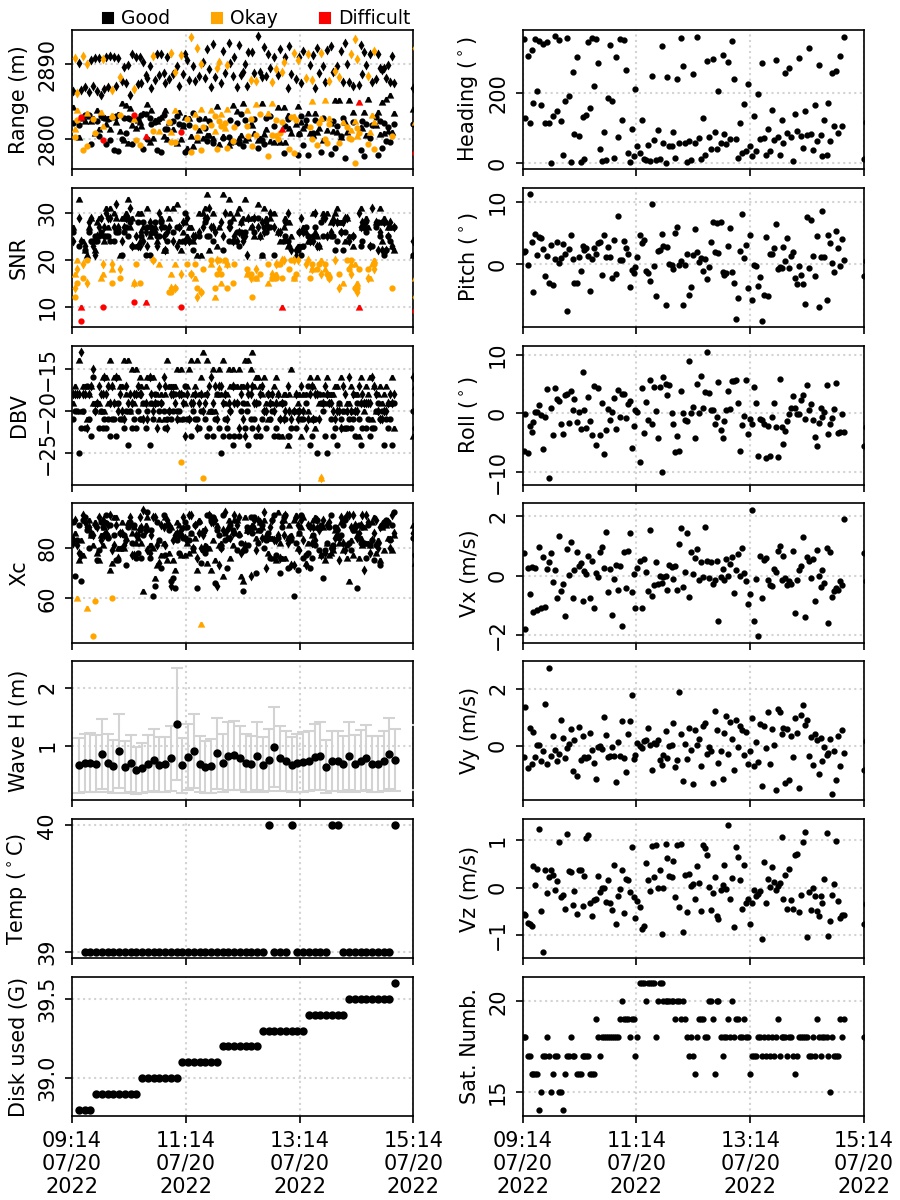 Good Okay Difficult
Range (m)
2890
2800
Heading (°)
200
0
SNR
30
20
10
Pitch (°)
10
0
DBV
−15
−20
−25
Roll (°)
10
0
−10
Xc
80
60
Vx (m/s)
2
0
−2
Wave H (m)
2
1
Vy (m/s)
2
0
Temp (°C)
40
39
Vz (m/s)
1
0
−1
Disk used (G)
39.5
39.0
Sat. Numb.
20
15
09:14 11:14 13:14 15:14 09:14 11:14 13:14 15:14
07/20 07/20 07/20 07/20 07/20 07/20 07/20 07/20
2022 2022 2022 2022 2022 2022 2022 2022